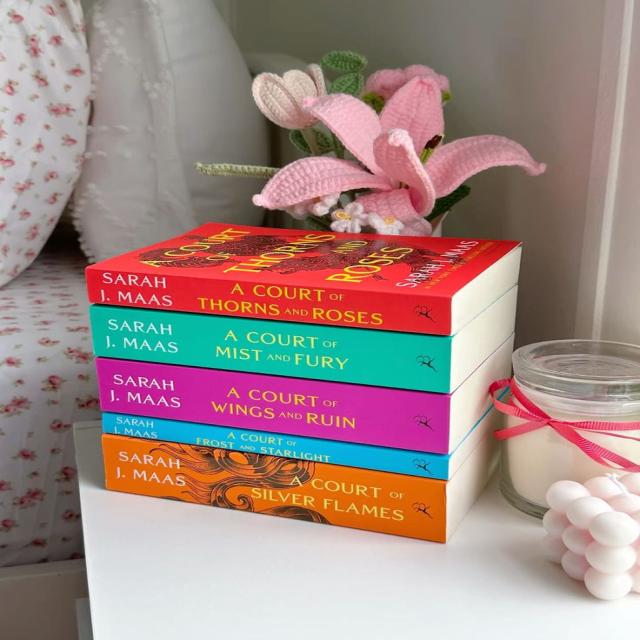 A COURT
OF
THORNS
AND
ROSES
SARAH J. MAAS
SARAH
J. MAAS
A COURT OF
THORNS AND ROSES
SARAH
J. MAAS
A COURT OF
MIST AND FURY
SARAH
J. MAAS
A COURT OF
WINGS AND RUIN
SARAH
J. MAAS
A COURT OF
FROST AND STARLIGHT
SARAH
J. MAAS
A COURT OF
SILVER FLAMES